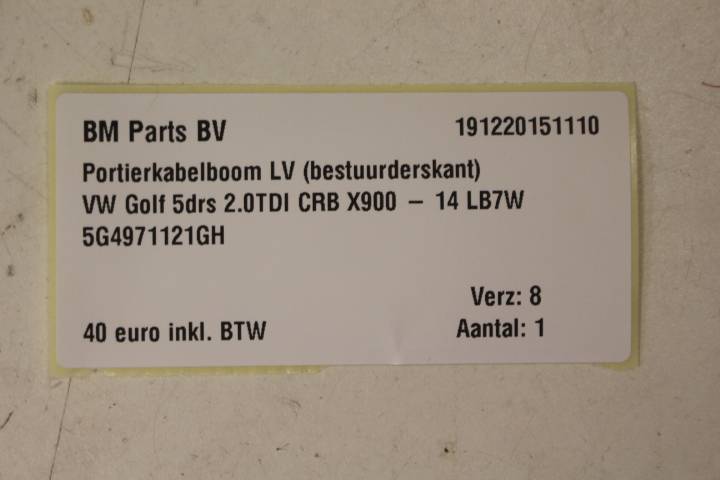 BM Parts BV 191220151110
Portierkabelboom LV (bestuurderskant)
VW Golf 5drs 2.0TDI CRB X900 – 14 LB7W
5G4971121GH
Verz: 8
40 euro inkl. BTW Aantal: 1